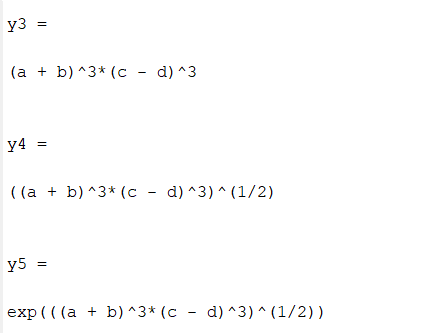 y3 =
(a + b)^3*(c - d)^3
y4 =
((a + b)^3*(c - d)^3)^(1/2)
y5 =
exp(((a + b)^3*(c - d)^3)^(1/2))